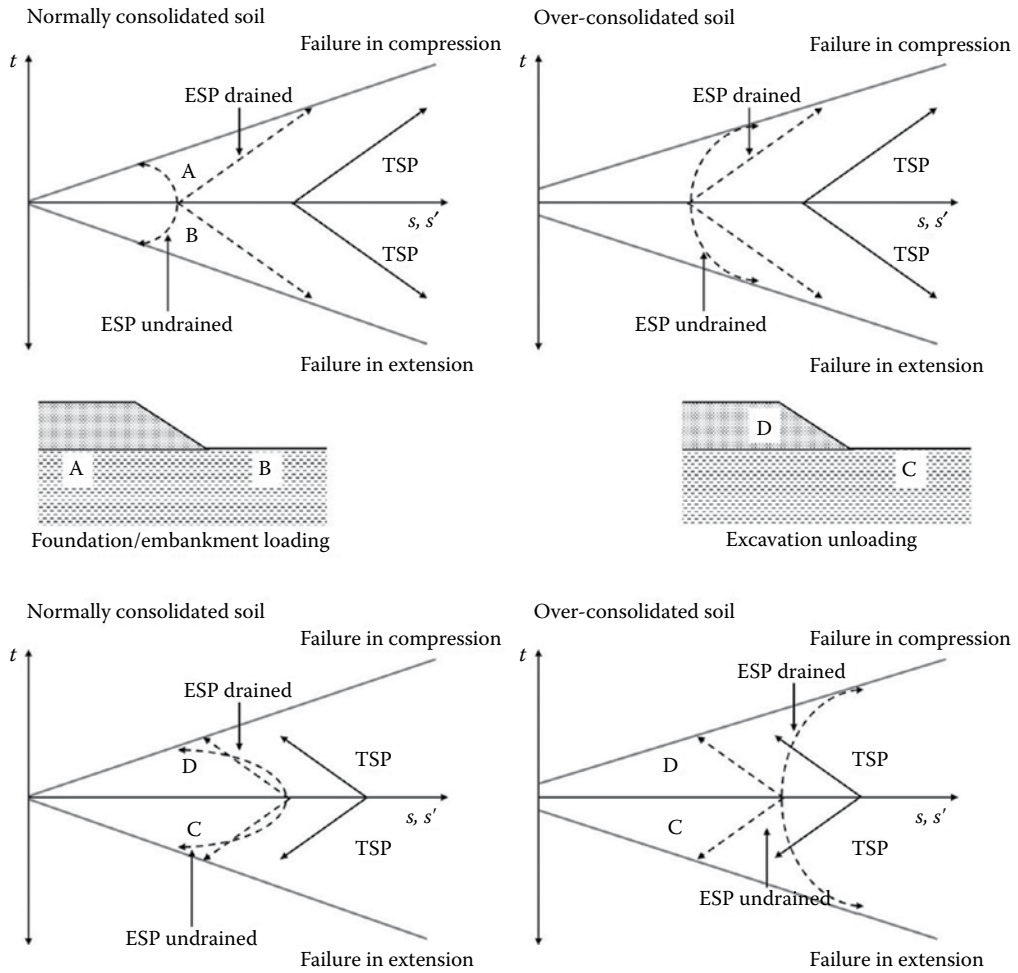 Normally consolidated soil
Failure in compression
t
ESP drained
A
TSP
s, s′
B
TSP
ESP undrained
Failure in extension
Over-consolidated soil
Failure in compression
ESP drained
TSP
s, s′
TSP
ESP undrained
Failure in extension
A
B
Foundation/embankment loading
D
C
Excavation unloading
Normally consolidated soil
Failure in compression
t
ESP drained
D
TSP
s, s′
C
TSP
ESP undrained
Failure in extension
Over-consolidated soil
Failure in compression
t
ESP drained
D
TSP
s, s′
C
TSP
ESP undrained
Failure in extension